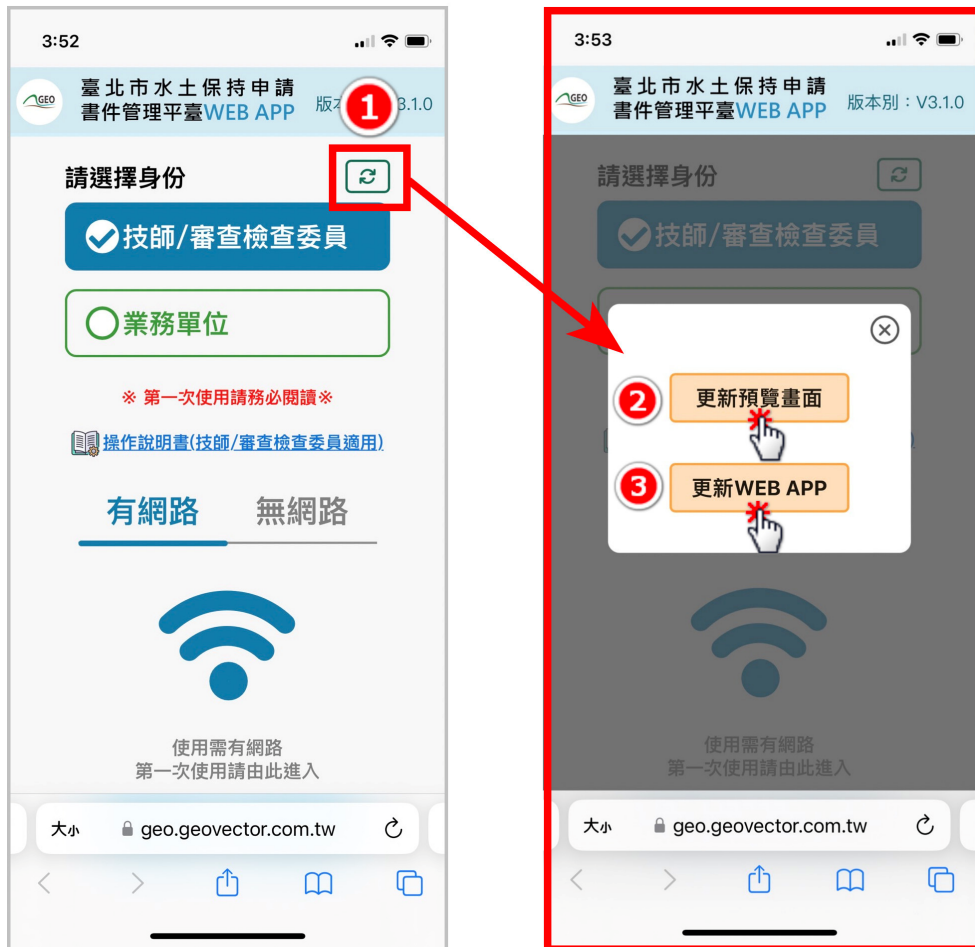 3:52
GEO
臺北市水土保持申請
書件管理平臺WEB APP
版
1
3.1.0
請選擇身份
技師/審查檢查委員
業務單位
※ 第一次使用請務必閱讀※
操作說明書(技師/審查檢查委員適用)
有網路
無網路
使用需有網路
第一次使用請由此進入
大小
geo.geovector.com.tw
3:53
GEO
臺北市水土保持申請
書件管理平臺WEB APP
版本別：V3.1.0
請選擇身份
技師/審查檢查委員
2
更新預覽畫面
3
更新WEB APP
使用需有網路
第一次使用請由此進入
大小
geo.geovector.com.tw